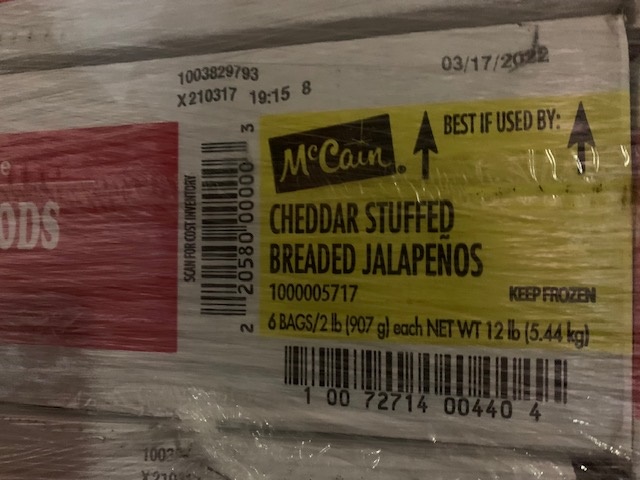 1003829793
X210317 19:15 8
03/17/2022
e
ODS
SCAN FOR COST INVENTORY
2 20580 00000 3
McCain
BEST IF USED BY:
CHEDDAR STUFFED
BREADED JALAPEÑOS
1000005717
KEEP FROZEN
6 BAGS/2 lb (907 g) each NET WT 12 lb (5.44 kg)
1 00 72714 00440 4
1003